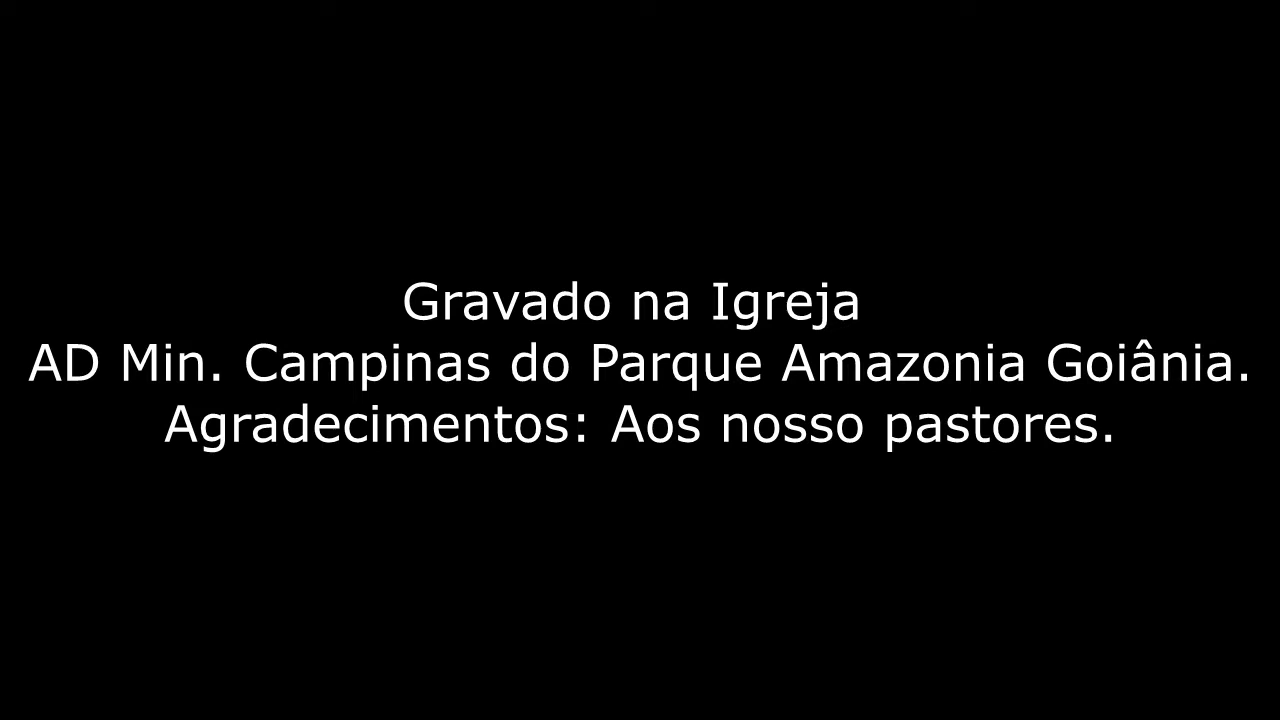 Gravado na Igreja
AD Min. Campinas do Parque Amazonia Goiânia.
Agradecimentos: Aos nosso pastores.